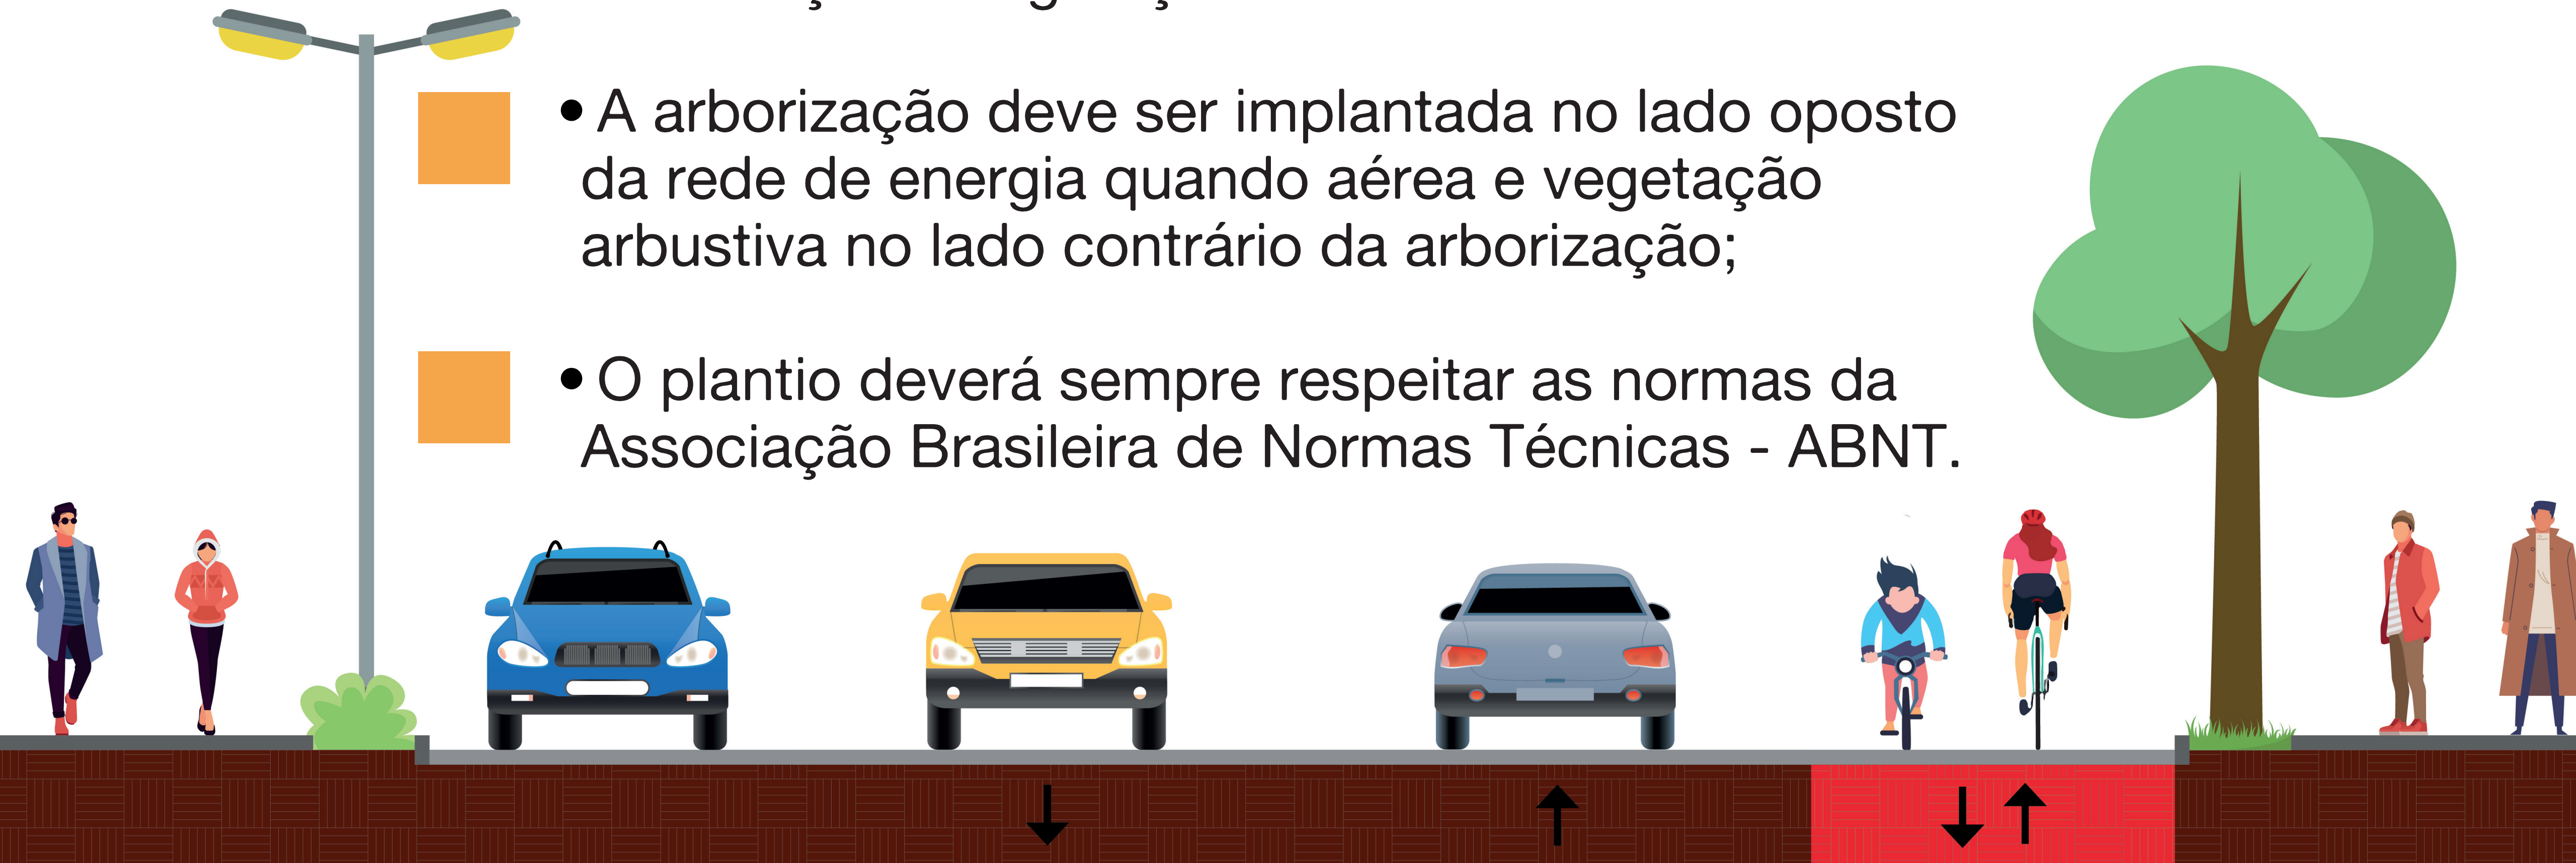 • A arborização deve ser implantada no lado oposto
da rede de energia quando aérea e vegetação
arbustiva no lado contrário da arborização;
• O plantio deverá sempre respeitar as normas da
Associação Brasileira de Normas Técnicas - ABNT.